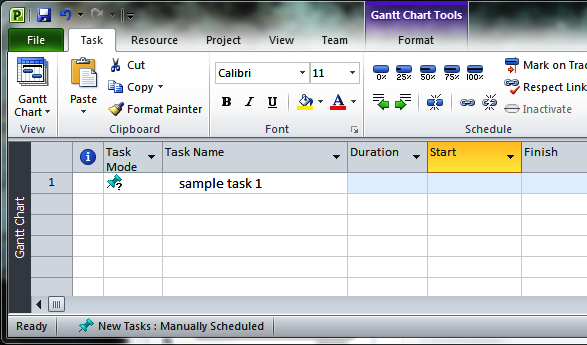 Gantt Chart Tools
File Task Resource Project View Team Format
Gantt Chart
Paste
Cut
Copy
Format Painter
Calibri 11
B I U A
0% 25% 50% 75% 100%
Mark on Trac
Respect Link
Inactivate
View Clipboard Font Schedule
Task Mode Task Name Duration Start Finish
1 ? sample task 1
Gantt Chart
Ready New Tasks : Manually Scheduled